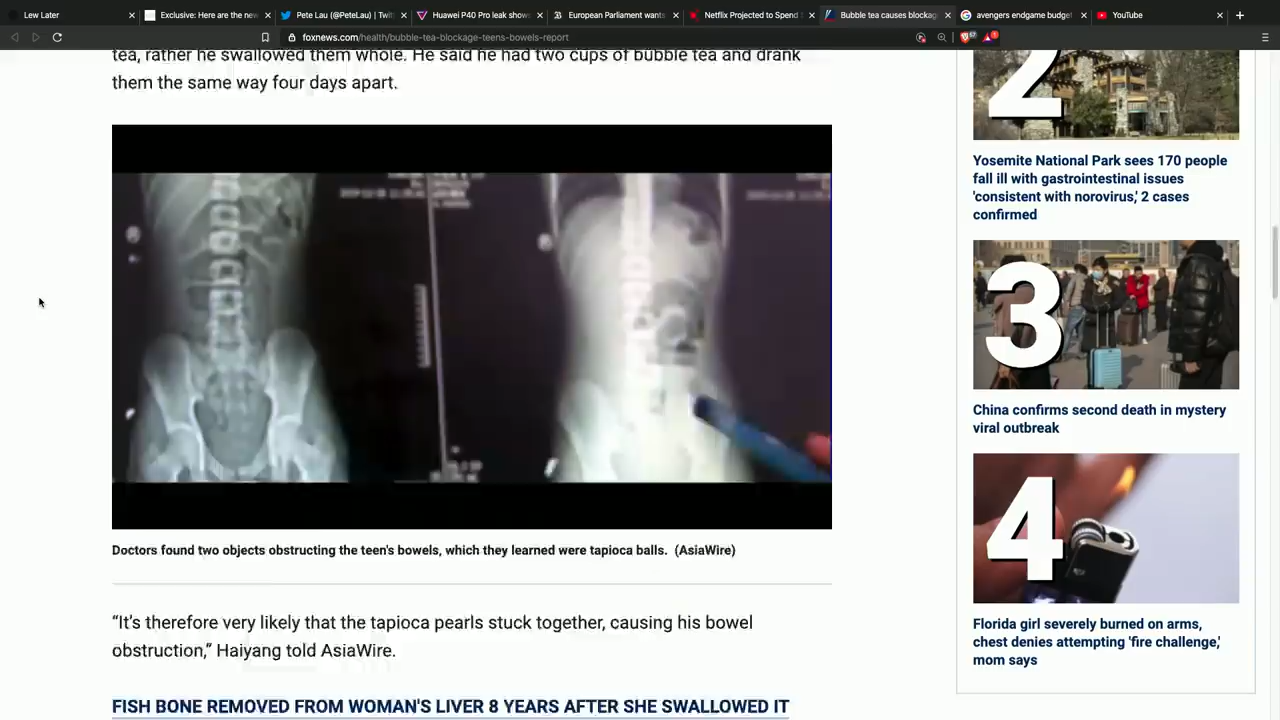 Lew Later
Exclusive: Here are the new
Pete Lau (@PeteLau) | Twitt
Huawei P40 Pro leak shows
European Parliament wants
Netflix Projected to Spend $
Bubble tea causes blockage
avengers endgame budget
YouTube
foxnews.com/health/bubble-tea-blockage-teens-bowels-report
tea, rather he swallowed them whole. He said he had two cups of bubble tea and drank
them the same way four days apart.
Doctors found two objects obstructing the teen's bowels, which they learned were tapioca balls. (AsiaWire)
“It's therefore very likely that the tapioca pearls stuck together, causing his bowel
obstruction,” Haiyang told AsiaWire.
FISH BONE REMOVED FROM WOMAN'S LIVER 8 YEARS AFTER SHE SWALLOWED IT
2
Yosemite National Park sees 170 people
fall ill with gastrointestinal issues
'consistent with norovirus,' 2 cases
confirmed
3
China confirms second death in mystery
viral outbreak
4
Florida girl severely burned on arms,
chest denies attempting 'fire challenge,'
mom says